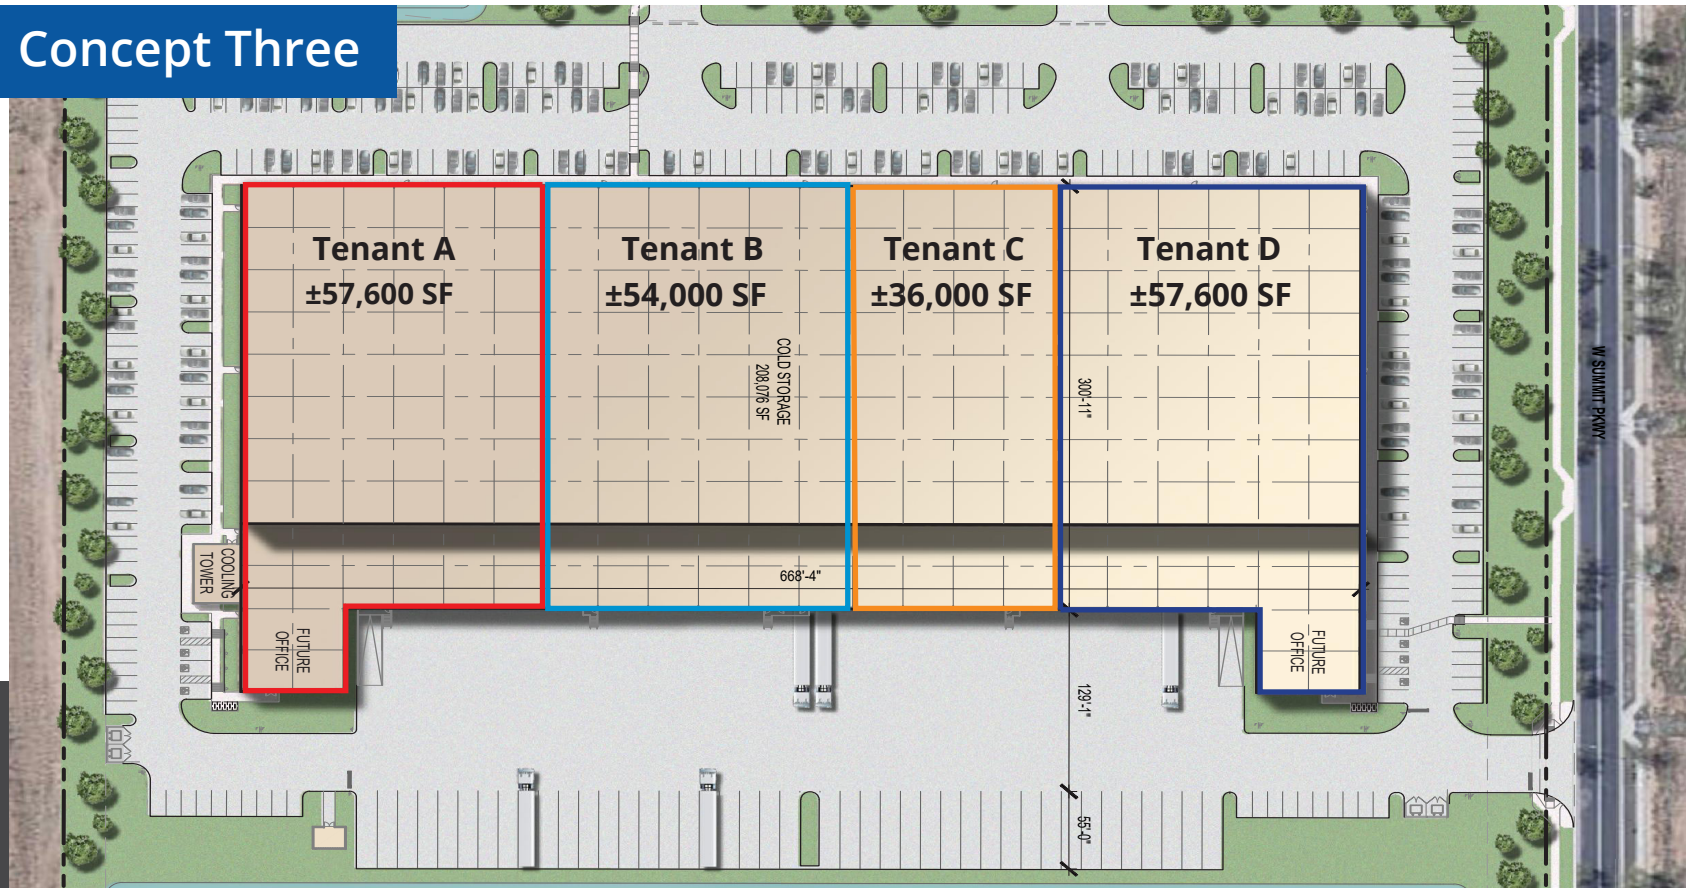 Concept Three
Tenant A
±57,600 SF
Tenant B
±54,000 SF
Tenant C
±36,000 SF
Tenant D
±57,600 SF
COLD STORAGE
208,076 SF
300'-11"
W SUMMIT PKWY
COOLING
TOWER
668'-4"
FUTURE
OFFICE
FUTURE
OFFICE
129'-1"
55'-0"